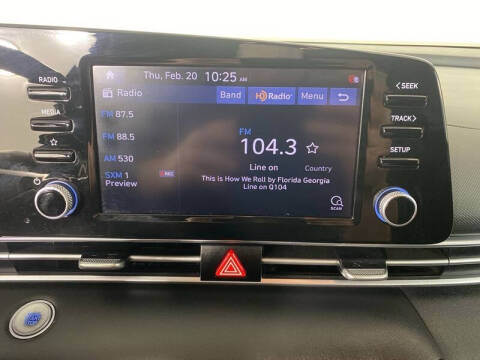 Thu, Feb. 20 10:25 AM
RADIO
MEDIA
Radio
Band
HD Radio
Menu
FM 87.5
FM 88.5
AM 530
SXM 1
Preview
REC
FM
104.3
Line on
Country
This is How We Roll by Florida Georgia
Line on Q104
SCAN
< SEEK
TRACK >
SETUP